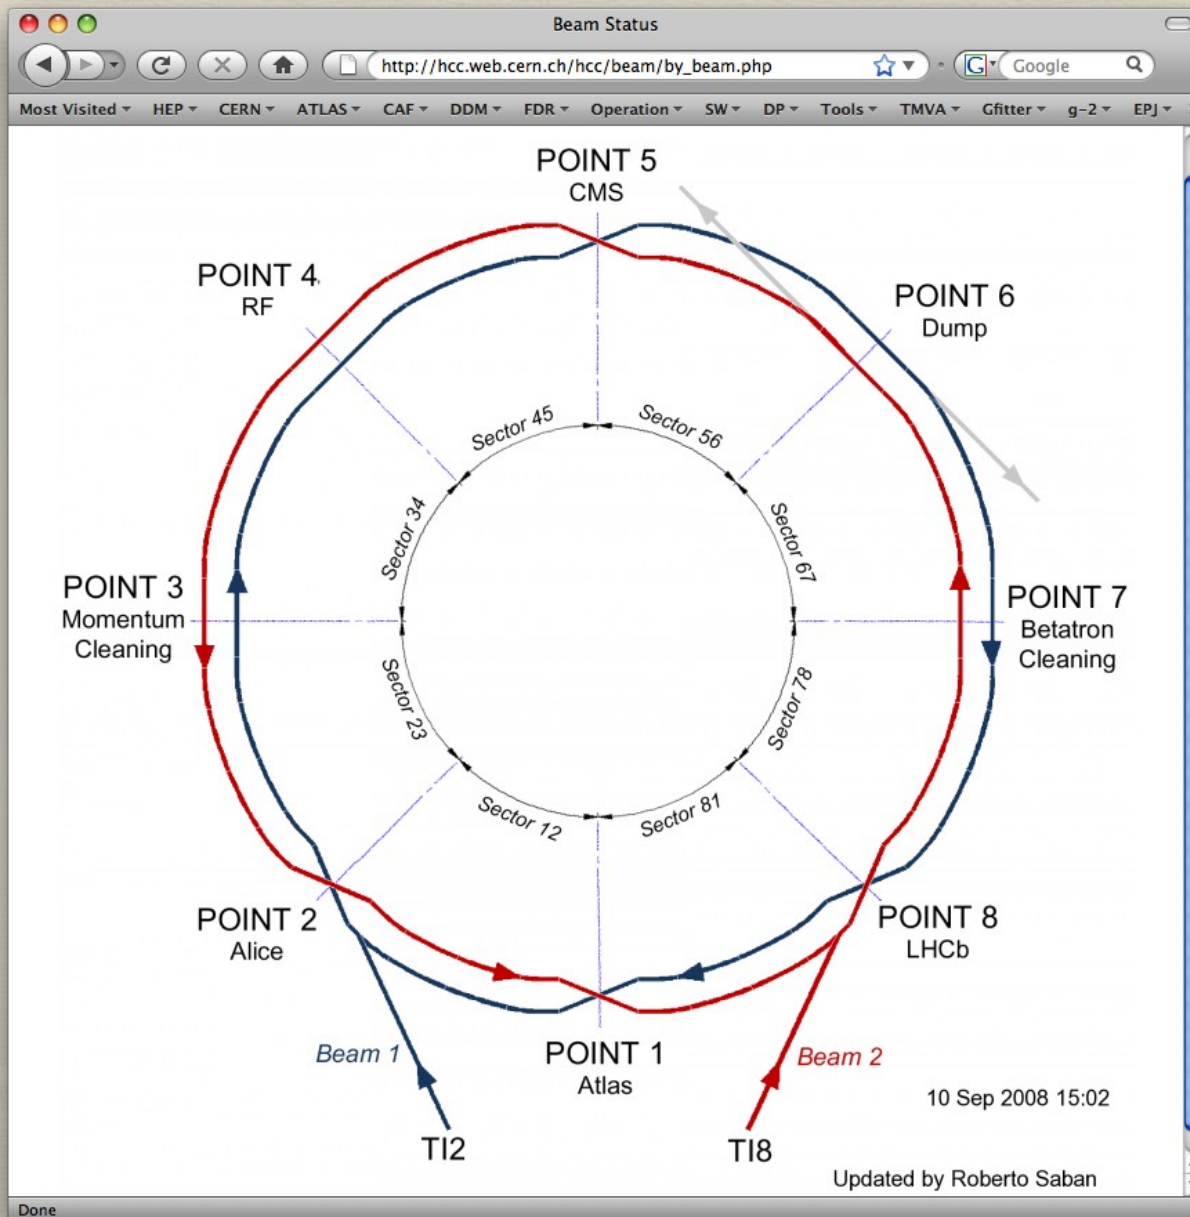 Beam Status
http://hcc.web.cern.ch/hcc/beam/by_beam.php
G Google
Most Visited HEP CERN ATLAS CAF DDM FDR Operation SW DP Tools TMVA Gfitter g-2 EPJ
POINT 5
CMS
POINT 4
RF
POINT 6
Dump
Sector 45
Sector 56
Sector 34
Sector 67
POINT 3
Momentum
Cleaning
POINT 7
Betatron
Cleaning
Sector 23
Sector 78
Sector 12
Sector 81
POINT 2
Alice
POINT 8
LHCb
Beam 1
POINT 1
Atlas
Beam 2
10 Sep 2008 15:02
TI2
TI8
Updated by Roberto Saban
Done